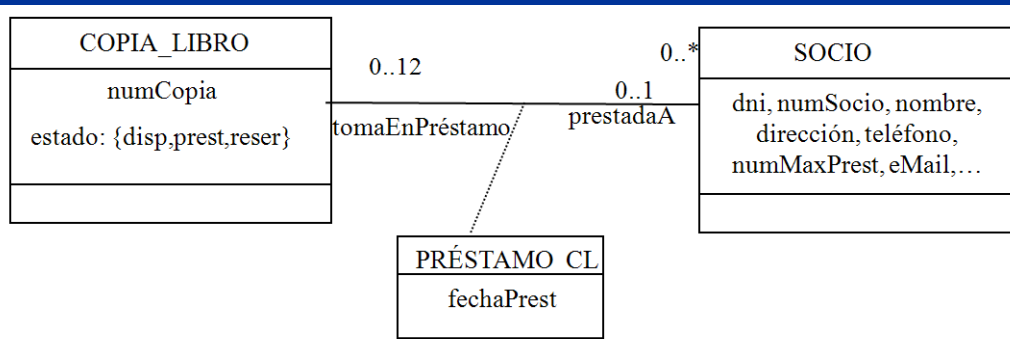 COPIA_LIBRO
numCopia
estado: {disp,prest,reser}
0..12
tomaEnPréstamo
0..*
0..1
prestadaA
SOCIO
dni, numSocio, nombre,
dirección, teléfono,
numMaxPrest, eMail,…
PRÉSTAMO_CL
fechaPrest